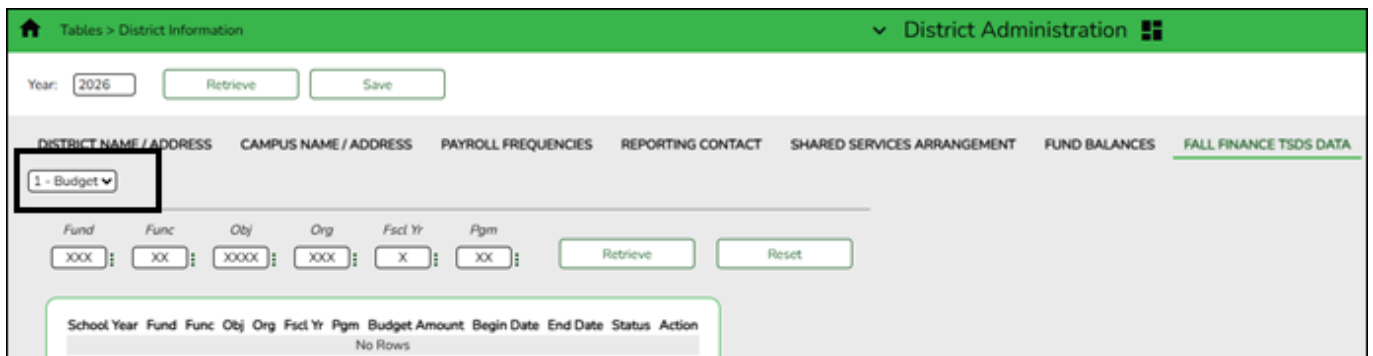 Tables > District Information District Administration
Year: 2026 Retrieve Save
DISTRICT NAME / ADDRESS CAMPUS NAME / ADDRESS PAYROLL FREQUENCIES REPORTING CONTACT SHARED SERVICES ARRANGEMENT FUND BALANCES FALL FINANCE TSDS DATA
1 - Budget
Fund Func Obj Org Fscl Yr Pgm
XXX XX XXXX XXX X XX Retrieve Reset
School Year Fund Func Obj Org Fscl Yr Pgm Budget Amount Begin Date End Date Status Action
No Rows